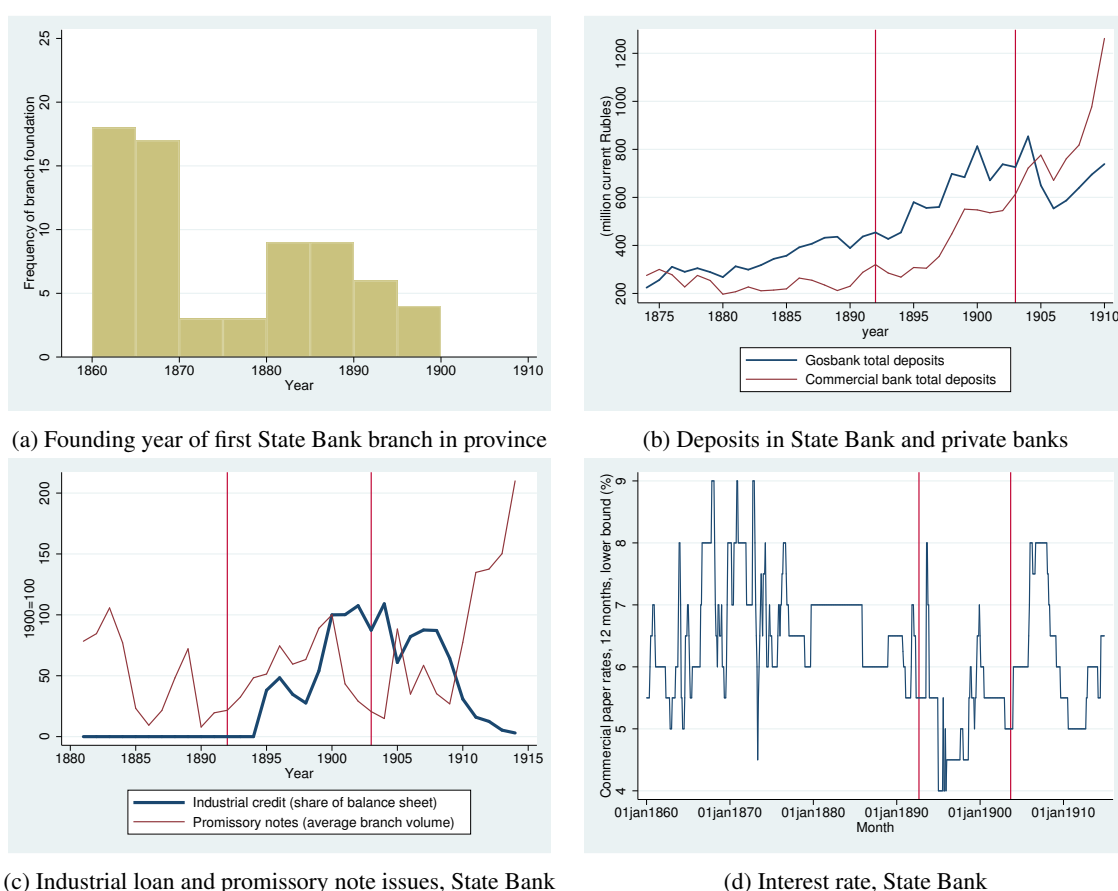 25
20
15
10
5
0
Frequency of branch foundation
1860 1870 1880 1890 1900 1910
Year
(a) Founding year of first State Bank branch in province
1200
1000
800
600
400
200
(million current Rubles)
1875 1880 1885 1890 1895 1900 1905 1910
year
Gosbank total deposits
Commercial bank total deposits
(b) Deposits in State Bank and private banks
200
150
100
50
0
1900=100
1880 1885 1890 1895 1900 1905 1910 1915
Year
Industrial credit (share of balance sheet)
Promissory notes (average branch volume)
(c) Industrial loan and promissory note issues, State Bank
9
8
7
6
5
4
Commercial paper rates, 12 months, lower bound (%)
01jan1860 01jan1870 01jan1880 01jan1890 01jan1900 01jan1910
Month
(d) Interest rate, State Bank